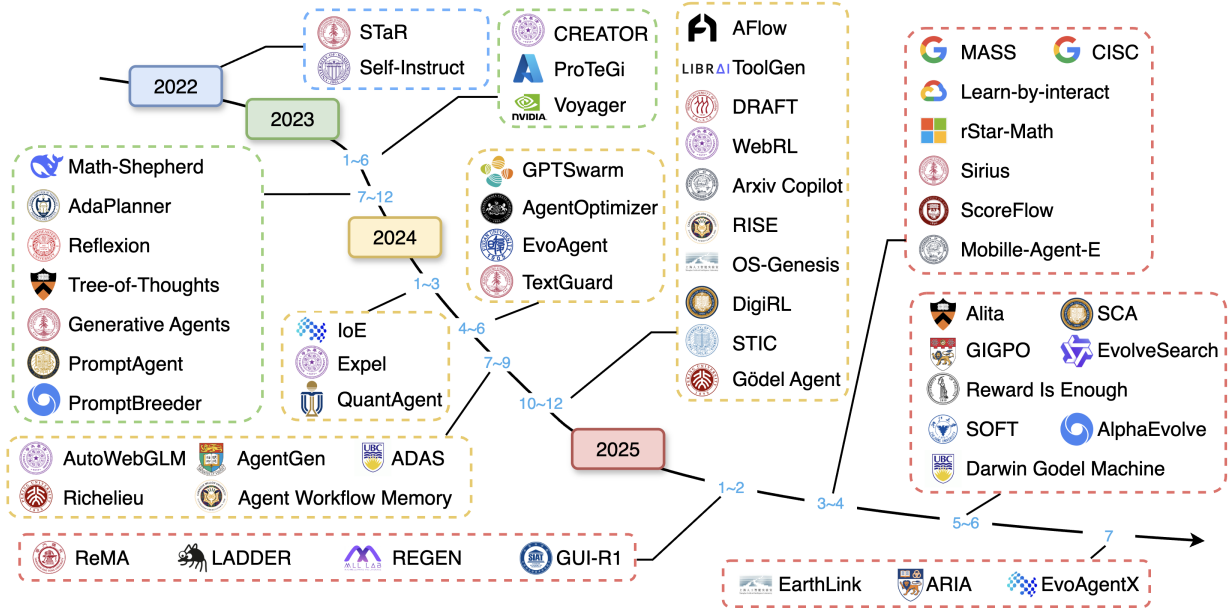 2022
STaR
Self-Instruct
2023
1~6
CREATOR
ProTeGi
NVIDIA
Voyager
7~12
Math-Shepherd
AdaPlanner
Reflexion
Tree-of-Thoughts
Generative Agents
PromptAgent
PromptBreeder
2024
1~3
IoE
Expel
QuantAgent
4~6
GPTSwarm
AgentOptimizer
EvoAgent
TextGuard
7~9
AutoWebGLM
AgentGen
UBC
ADAS
Richelieu
Agent Workflow Memory
10~12
AFlow
LIBRAI ToolGen
DRAFT
WebRL
Arxiv Copilot
RISE
OS-Genesis
DigiRL
STIC
Gödel Agent
2025
1~2
ReMA
LADDER
MLL LAB
REGEN
SIAT
GUI-R1
3~4
MASS
CISC
Learn-by-interact
rStar-Math
Sirius
ScoreFlow
Mobille-Agent-E
5~6
Alita
SCA
GIGPO
EvolveSearch
Reward Is Enough
SOFT
AlphaEvolve
UBC
Darwin Godel Machine
7
EarthLink
ARIA
EvoAgentX